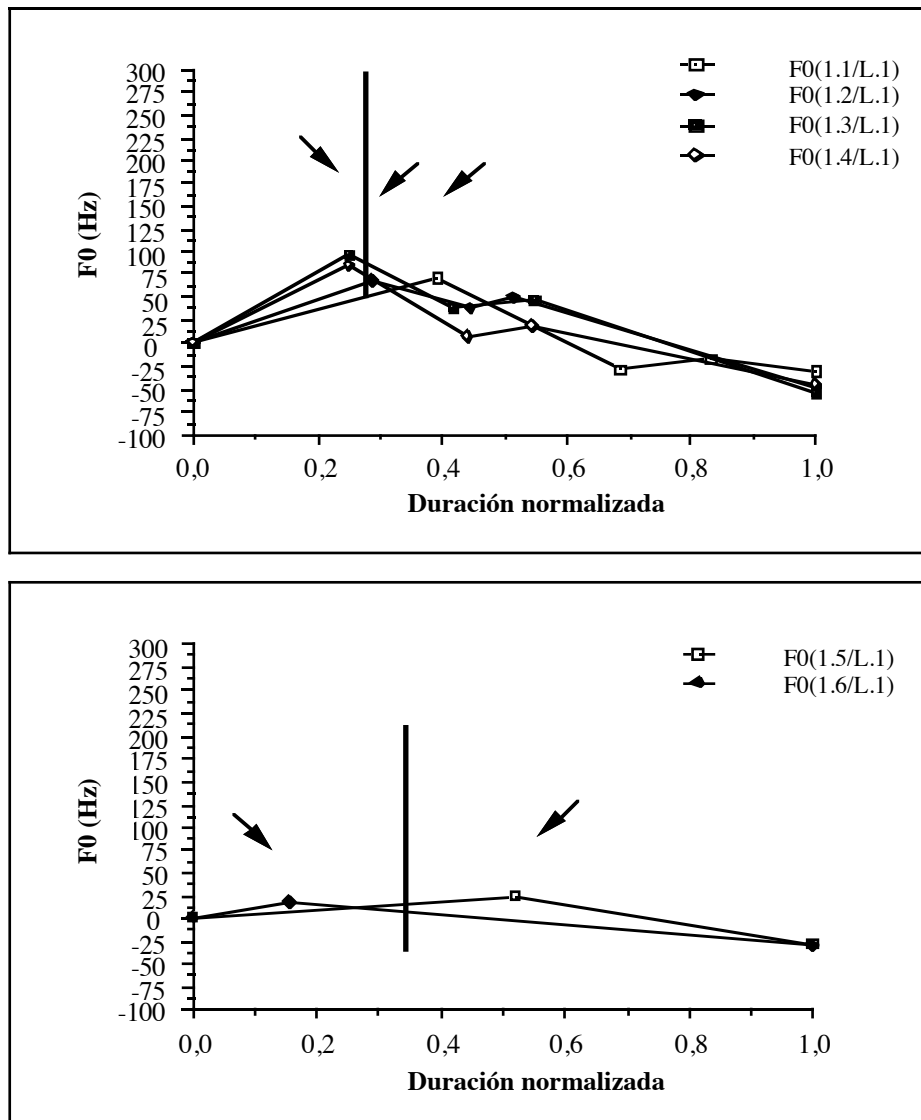 F0(1.1/L.1)
F0(1.2/L.1)
F0(1.3/L.1)
F0(1.4/L.1)
F0 (Hz)
300
275
250
225
200
175
150
125
100
75
50
25
0
-25
-50
-75
-100
0,0 0,2 0,4 0,6 0,8 1,0
Duración normalizada
F0(1.5/L.1)
F0(1.6/L.1)
F0 (Hz)
300
275
250
225
200
175
150
125
100
75
50
25
0
-25
-50
-75
-100
0,0 0,2 0,4 0,6 0,8 1,0
Duración normalizada